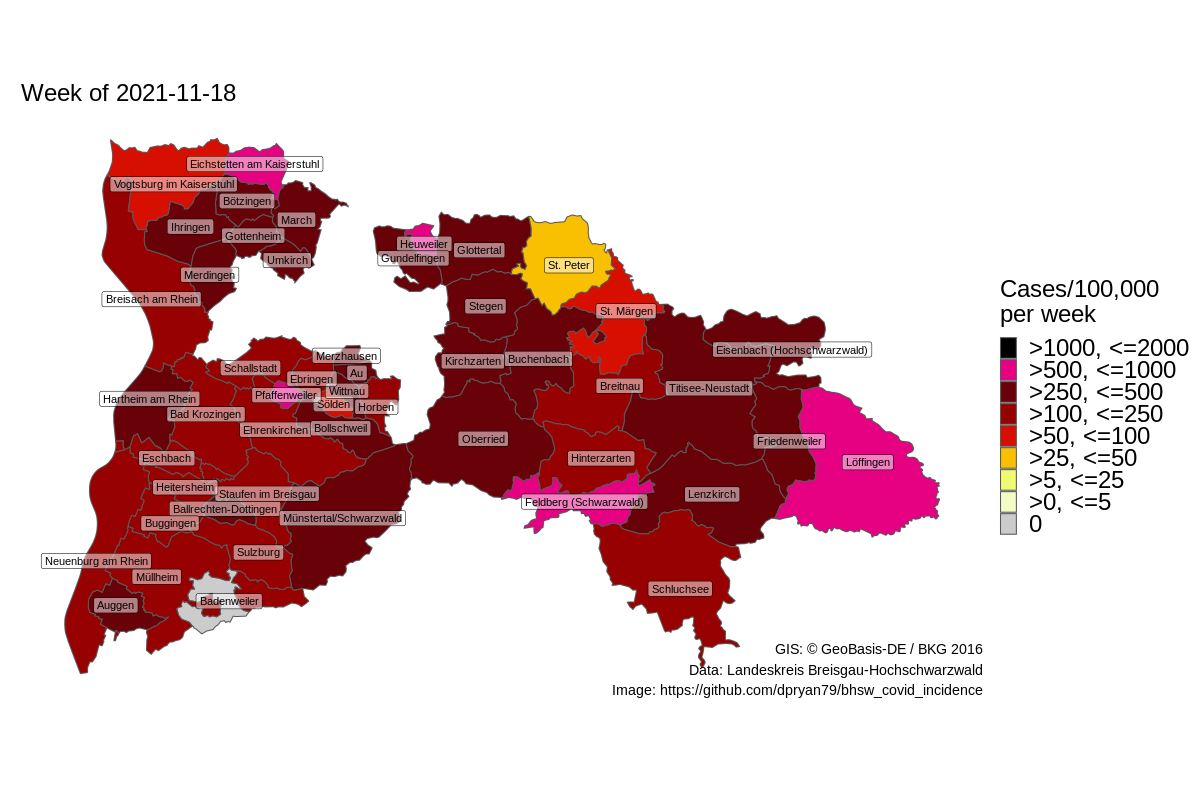 Week of 2021-11-18
Eichstetten am Kaiserstuhl
Vogtsburg im Kaiserstuhl
Bötzingen
March
Ihringen
Gottenheim
Umkirch
Merdingen
Breisach am Rhein
Heuweiler
Gundelfingen
Glottertal
St. Peter
Stegen
St. Märgen
Eisenbach (Hochschwarzwald)
Kirchzarten
Buchenbach
Breitnau
Titisee-Neustadt
Merzhausen
Schallstadt
Au
Ebringen
Wittnau
Pfaffenweiler
Sölden
Horben
Hartheim am Rhein
Bad Krozingen
Ehrenkirchen
Bollschweil
Oberried
Friedenweiler
Löffingen
Eschbach
Hinterzarten
Heitersheim
Staufen im Breisgau
Lenzkirch
Feldberg (Schwarzwald)
Ballrechten-Dottingen
Münstertal/Schwarzwald
Buggingen
Sulzburg
Neuenburg am Rhein
Müllheim
Auggen
Badenweiler
Schluchsee
Cases/100,000
per week
>1000, <=2000
>500, <=1000
>250, <=500
>100, <=250
>50, <=100
>25, <=50
>5, <=25
>0, <=5
0
GIS: © GeoBasis-DE / BKG 2016
Data: Landeskreis Breisgau-Hochschwarzwald
Image: https://github.com/dpryan79/bhsw_covid_incidence